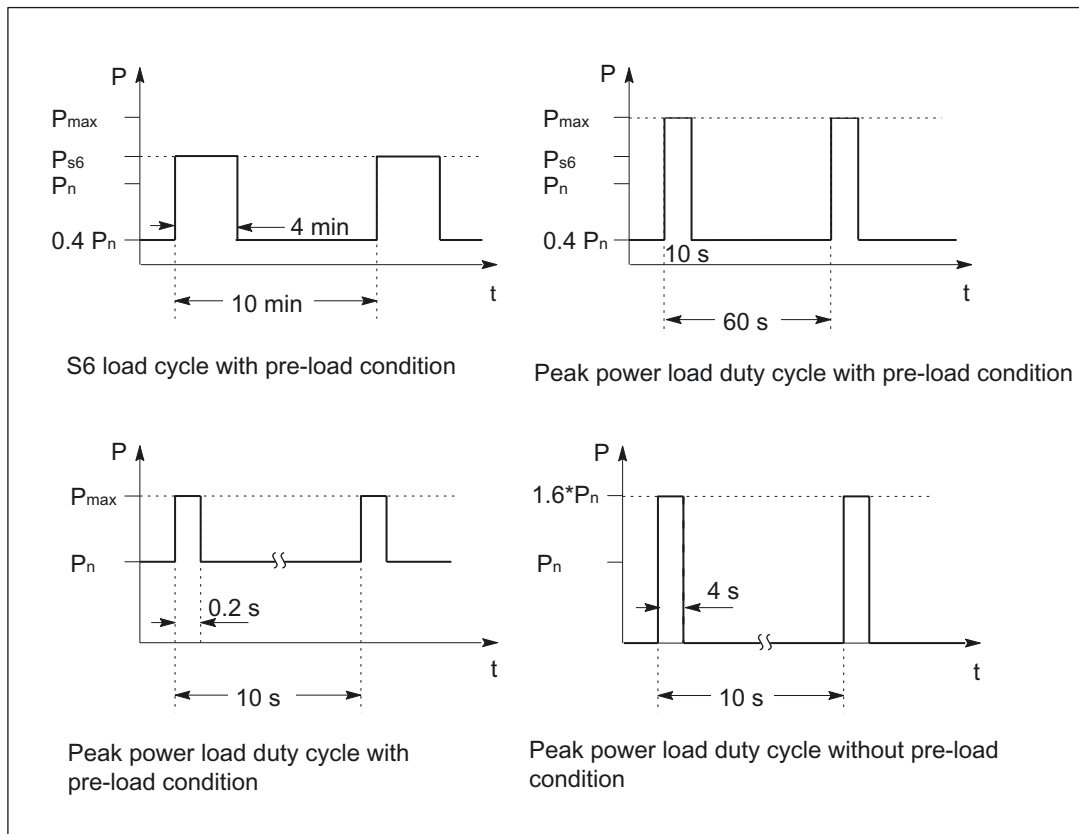 P
Pmax
Ps6
Pn
0.4 Pn
4 min
10 min
t
S6 load cycle with pre-load condition
P
Pmax
Ps6
Pn
0.4 Pn
10 s
60 s
t
Peak power load duty cycle with pre-load condition
P
Pmax
Pn
0.2 s
10 s
t
Peak power load duty cycle with
pre-load condition
P
1.6*Pn
Pn
4 s
10 s
t
Peak power load duty cycle without pre-load
condition